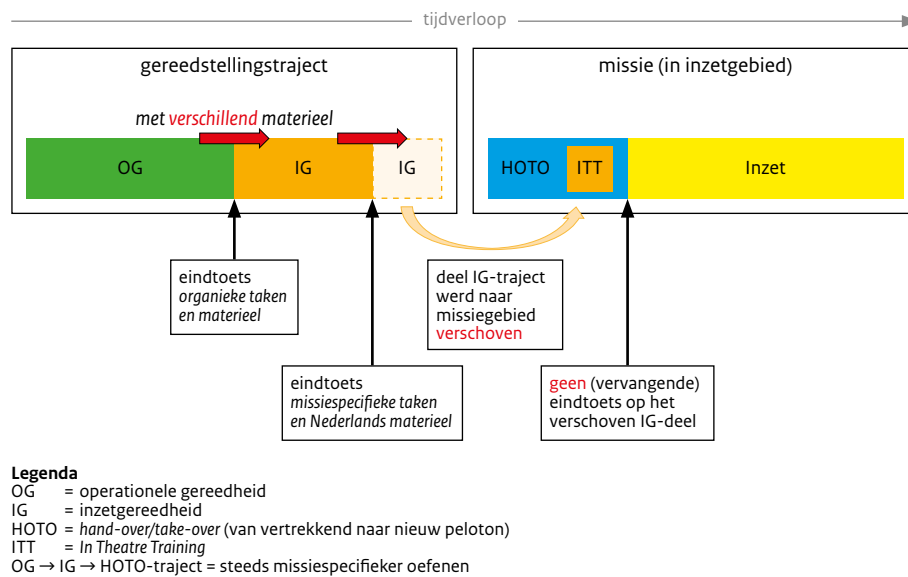 tijdverloop
gereedstellingstraject
missie (in inzetgebied)
met verschillend materieel
OG
IG
IG
HOTO
ITT
Inzet
eindtoets
organieke taken
en materieel
deel IG-traject
werd naar
missiegebied
verschoven
eindtoets
missiespecifieke taken
en Nederlands materieel
geen (vervangende)
eindtoets op het
verschoven IG-deel
Legenda
OG = operationele gereedheid
IG = inzetgereedheid
HOTO = hand-over/take-over (van vertrekkend naar nieuw peloton)
ITT = In Theatre Training
OG → IG → HOTO-traject = steeds missiespecifieker oefenen